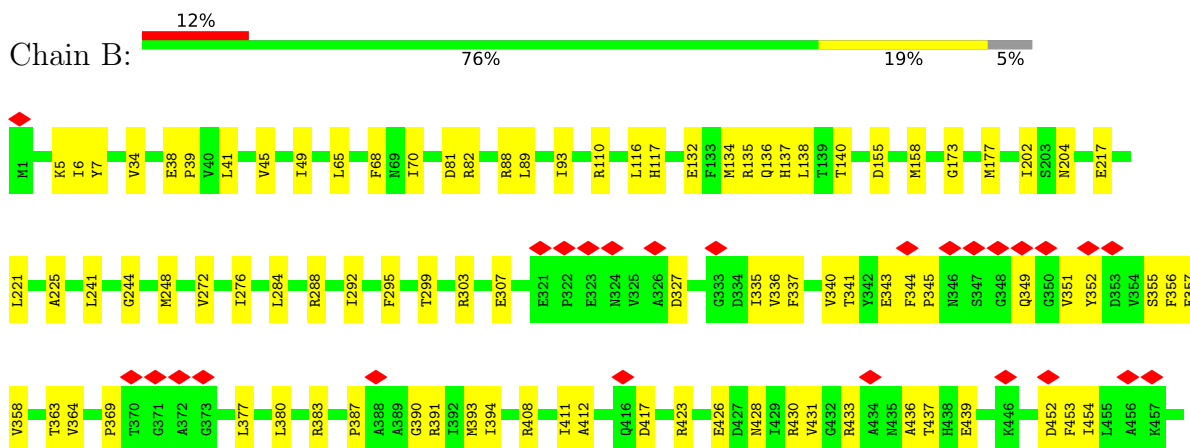 12%
Chain B:
76% 19% 5%
M1 K5 I6 Y7 V34 E38 P39 V40 L41 V45 I49 L65 F68 N69 I70 D81 R82 R88 L89 I93 R110 L116 H117 E132 F133 M134 R135 Q136 H137 L138 T139 T140 D155 M158 G173 M177 I202 S203 N204 E217
L221 A225 L241 G244 M248 V272 I276 L284 R288 I292 F295 T299 R303 E307 E321 P322 E323 N324 V325 A326 D327 G333 D334 I335 V336 F337 V340 T341 Y342 E343 F344 P345 N346 S347 G348 Q349 G350 V351 Y352 D353 V354 S355 F356
V358 T363 V364 P369 T370 G371 A372 G373 L377 L380 R383 P387 A388 A389 G390 R391 I392 M393 I394 R408 I411 A412 Q416 D417 R423 E426 D427 N428 I429 R430 V431 G432 R433 A434 N435 A436 T437 H438 E439 K446 D452 F453 I454 L455 A456 K457